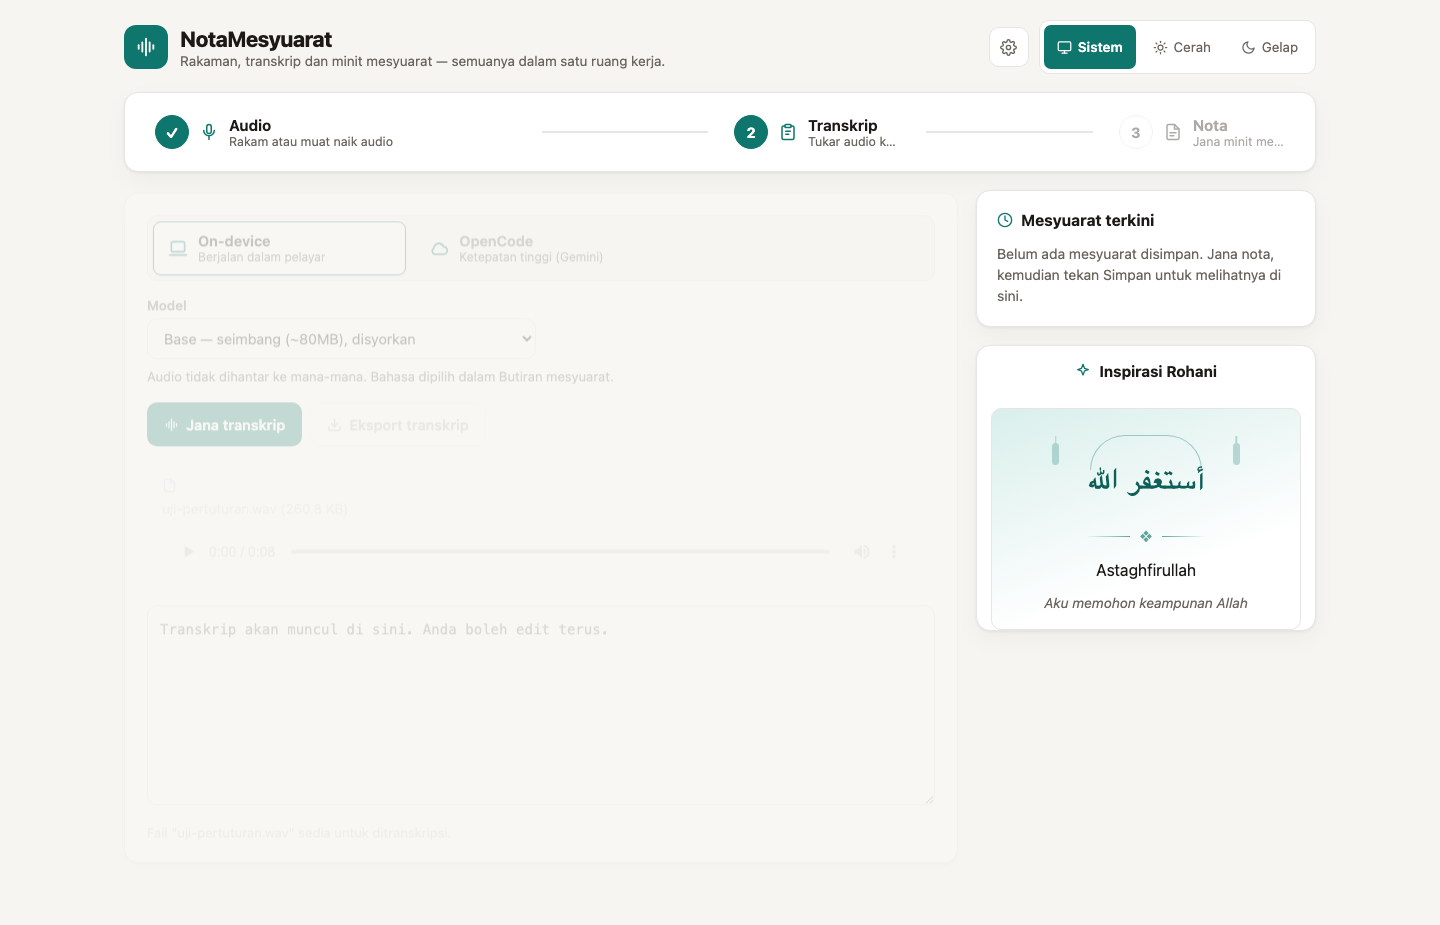 NotaMesyuarat
Rakaman, transkrip dan minit mesyuarat — semuanya dalam satu ruang kerja.
Sistem
Cerah
Gelap
Audio
Rakam atau muat naik audio
2
Transkrip
Tukar audio k...
3
Nota
Jana minit me...
On-device
Berjalan dalam pelayar
OpenCode
Ketepatan tinggi (Gemini)
Model
Base — seimbang (~80MB), disyorkan
Audio tidak dihantar ke mana-mana. Bahasa dipilih dalam Butiran mesyuarat.
Jana transkrip
Eksport transkrip
uji-pertuturan.wav (260.8 KB)
0:00 / 0:08
Transkrip akan muncul di sini. Anda boleh edit terus.
Fail "uji-pertuturan.wav" sedia untuk ditranskripsi.
Mesyuarat terkini
Belum ada mesyuarat disimpan. Jana nota,
kemudian tekan Simpan untuk melihatnya di
sini.
Inspirasi Rohani
أستغفر الله
Astaghfirullah
Aku memohon keampunan Allah